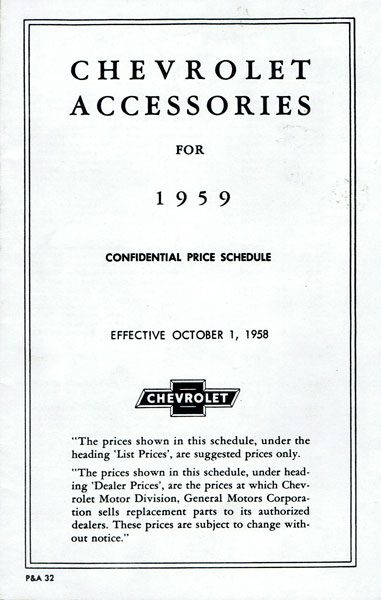 CHEVROLET
ACCESSORIES
FOR
1959
CONFIDENTIAL PRICE SCHEDULE
EFFECTIVE OCTOBER 1, 1958
CHEVROLET
"The prices shown in this schedule, under the
heading 'List Prices', are suggested prices only.
"The prices shown in this schedule, under head-
ing 'Dealer Prices', are the prices at which Chev-
rolet Motor Division, General Motors Corpora-
tion sells replacement parts to its authorized
dealers. These prices are subject to change with-
out notice."
P&A 32